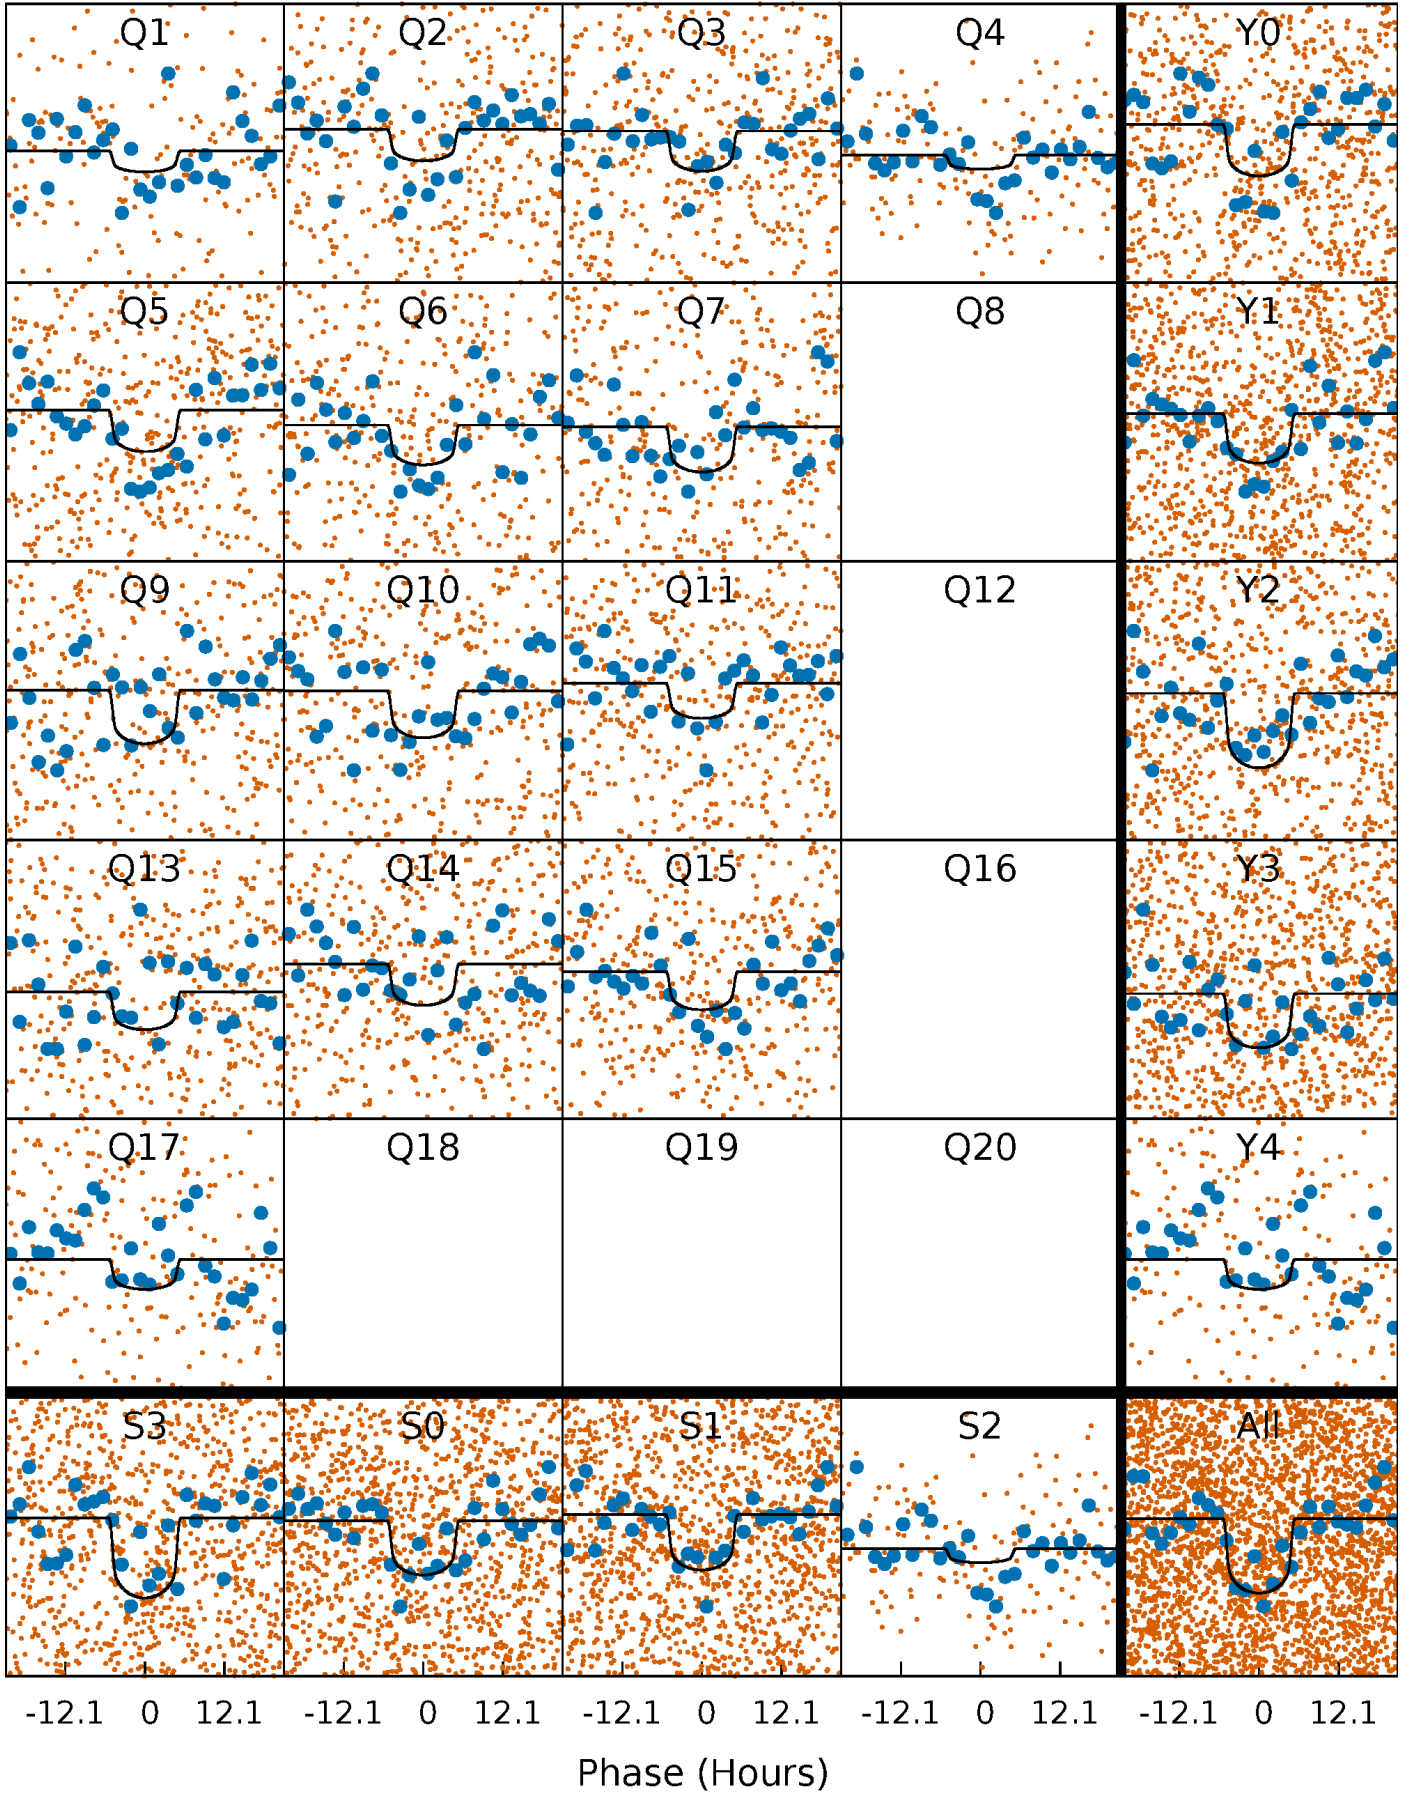 Q1 Q2 Q3 Q4 Y0
Q5 Q6 Q7 Q8 Y1
Q9 Q10 Q11 Q12 Y2
Q13 Q14 Q15 Q16 Y3
Q17 Q18 Q19 Q20 Y4
S3 S0 S1 S2 All
-12.1 0 12.1 -12.1 0 12.1 -12.1 0 12.1 -12.1 0 12.1 -12.1 0 12.1
Phase (Hours)